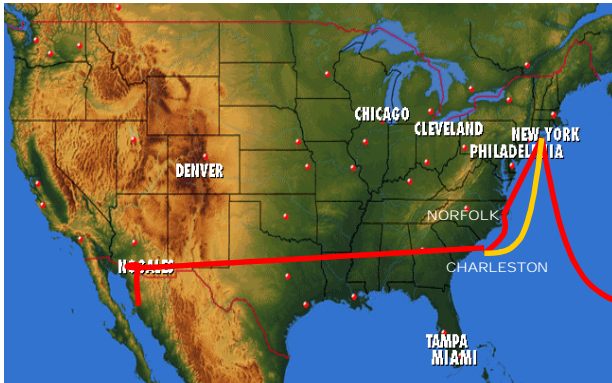 CHICAGO
CLEVELAND
NEW YORK
PHILADELPHIA
DENVER
NORFOLK
NOGALES
CHARLESTON
TAMPA
MIAMI